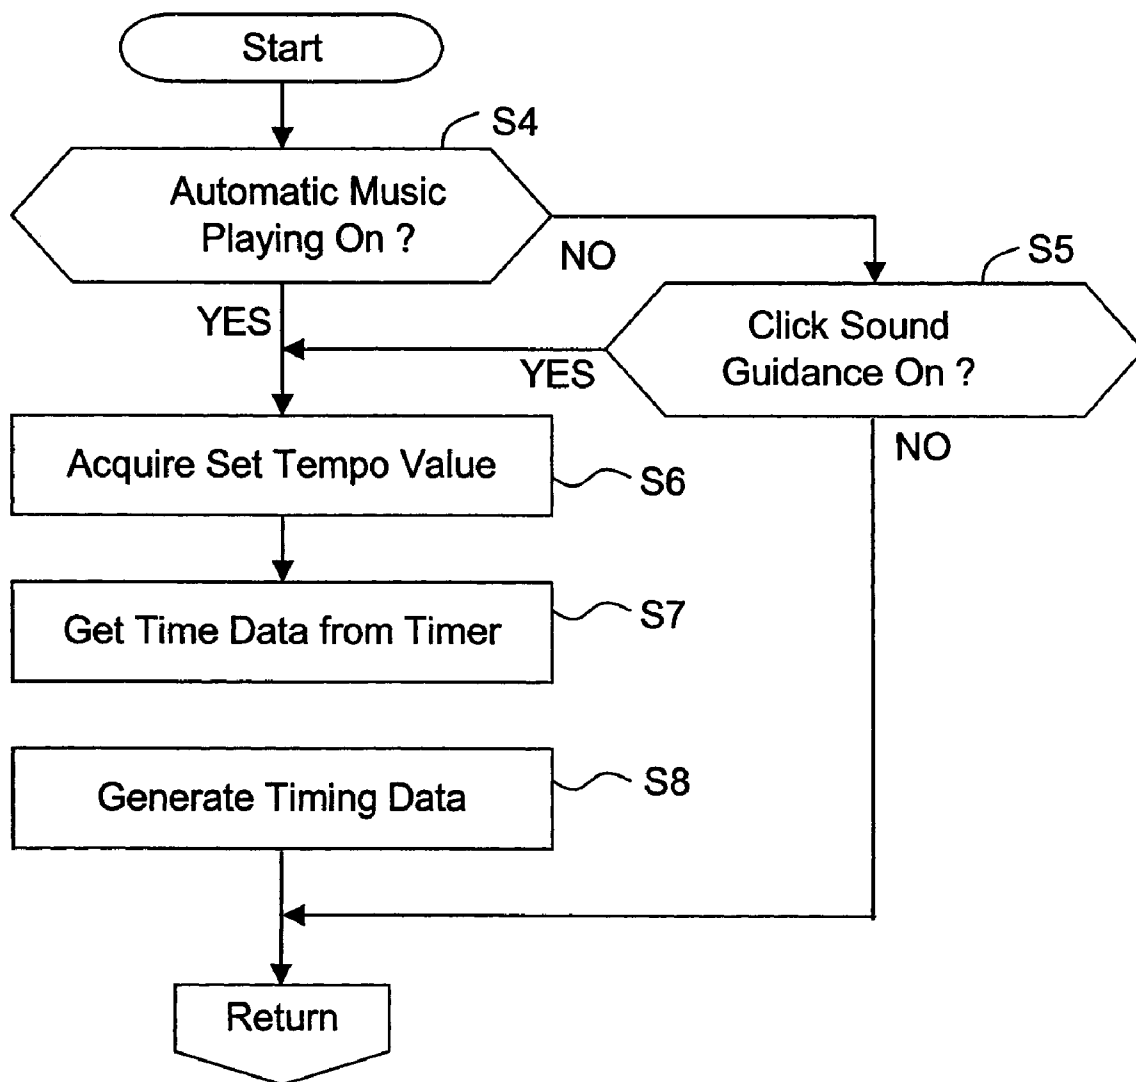 Start
S4
Automatic Music
Playing On ?
NO
S5
YES
Click Sound
Guidance On ?
YES
NO
Acquire Set Tempo Value
S6
Get Time Data from Timer
S7
Generate Timing Data
S8
Return